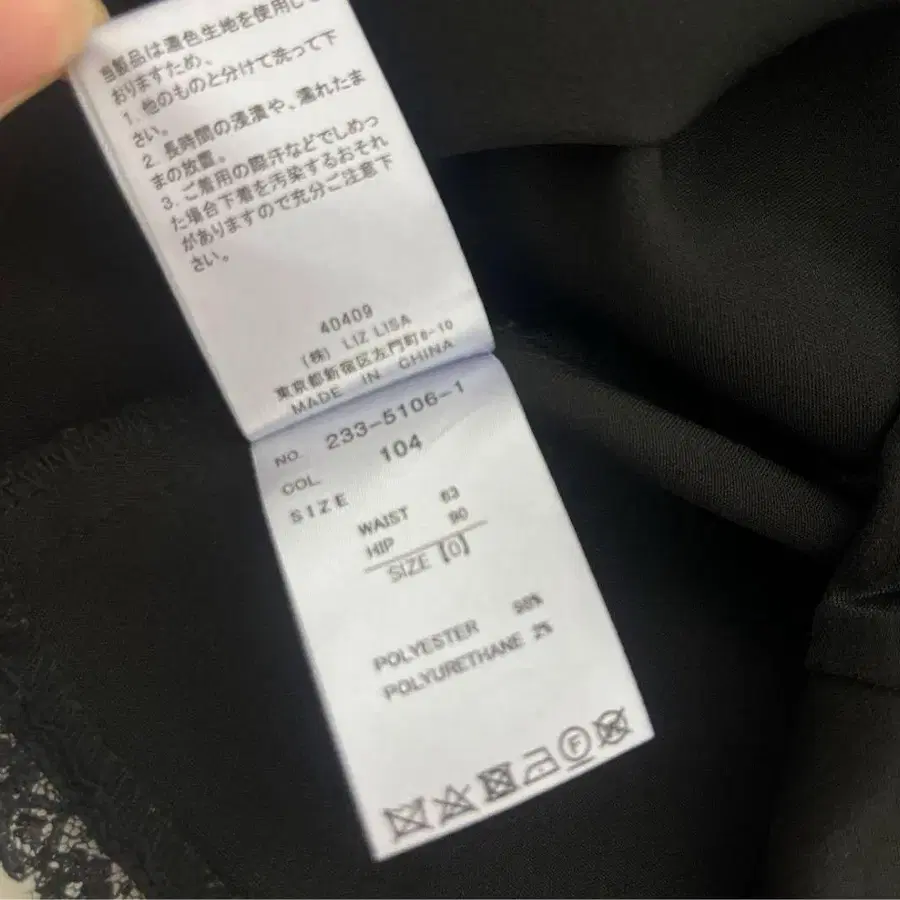 当製品は濃色生地を使用して
おりますため、
1. 他のものと分けて洗って下
さい。
2. 長時間の浸漬や、濡れたま
まの放置。
3. ご着用の際汗などでしめっ
た場合下着を汚染するおそれ
がありますので充分ご注意下
さい。
40409
(株) LIZ LISA
東京都新宿区左門町6-10
MADE IN CHINA
NO. 233-5106-1
COL. 104
SIZE
WAIST 63
HIP 90
SIZE【0】
POLYESTER 98%
POLYURETHANE 2%
F